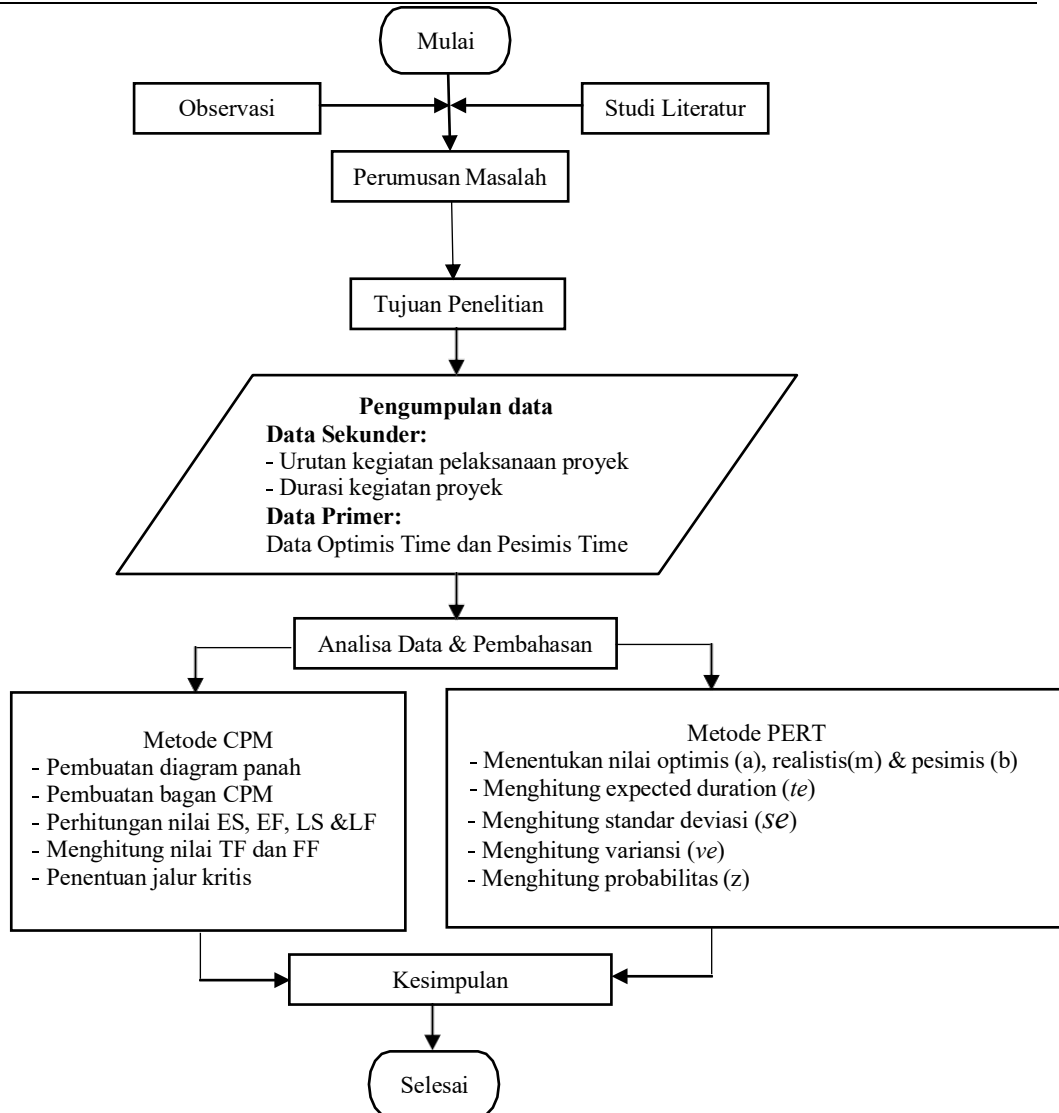 Mulai
Observasi
Studi Literatur
Perumusan Masalah
Tujuan Penelitian
Pengumpulan data
Data Sekunder:
- Urutan kegiatan pelaksanaan proyek
- Durasi kegiatan proyek
Data Primer:
Data Optimis Time dan Pesimis Time
Analisa Data & Pembahasan
Metode CPM
- Pembuatan diagram panah
- Pembuatan bagan CPM
- Perhitungan nilai ES, EF, LS &LF
- Menghitung nilai TF dan FF
- Penentuan jalur kritis
Metode PERT
- Menentukan nilai optimis (a), realistis(m) & pesimis (b)
- Menghitung expected duration (te)
- Menghitung standar deviasi (se)
- Menghitung variansi (ve)
- Menghitung probabilitas (z)
Kesimpulan
Selesai